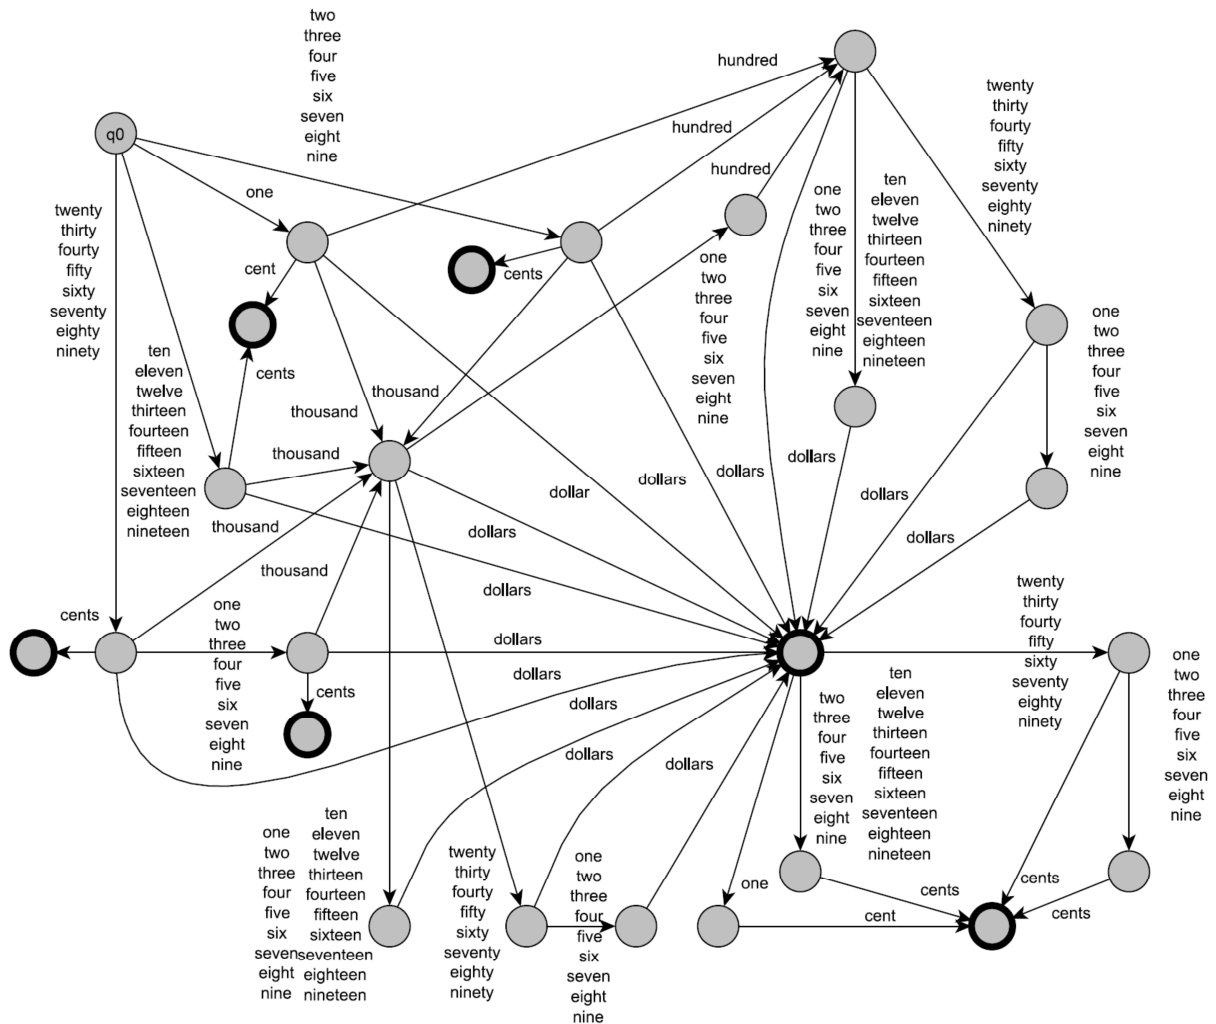 two
three
four
five
six
seven
eight
nine
hundred
hundred
hundred
q0
one
twenty
thirty
fourty
fifty
sixty
seventy
eighty
ninety
cent
cents
cents
ten
eleven
twelve
thirteen
fourteen
fifteen
sixteen
seventeen
eighteen
nineteen
thousand
thousand
thousand
thousand
thousand
one
two
three
four
five
six
seven
eight
nine
one
two
three
four
five
six
seven
eight
nine
ten
eleven
twelve
thirteen
fourteen
fifteen
sixteen
seventeen
eighteen
nineteen
twenty
thirty
fourty
fifty
sixty
seventy
eighty
ninety
one
two
three
four
five
six
seven
eight
nine
dollar
dollars
dollars
dollars
dollars
dollars
dollars
dollars
dollars
dollars
dollars
dollars
dollars
cents
one
two
three
four
five
six
seven
eight
nine
cents
one
two
three
four
five
six
seven
eight
nine
ten
eleven
twelve
thirteen
fourteen
fifteen
sixteen
seventeen
eighteen
nineteen
twenty
thirty
fourty
fifty
sixty
seventy
eighty
ninety
one
two
three
four
five
six
seven
eight
nine
two
three
four
five
six
seven
eight
nine
ten
eleven
twelve
thirteen
fourteen
fifteen
sixteen
seventeen
eighteen
nineteen
twenty
thirty
fourty
fifty
sixty
seventy
eighty
ninety
one
two
three
four
five
six
seven
eight
nine
one
cent
cents
cents
cents